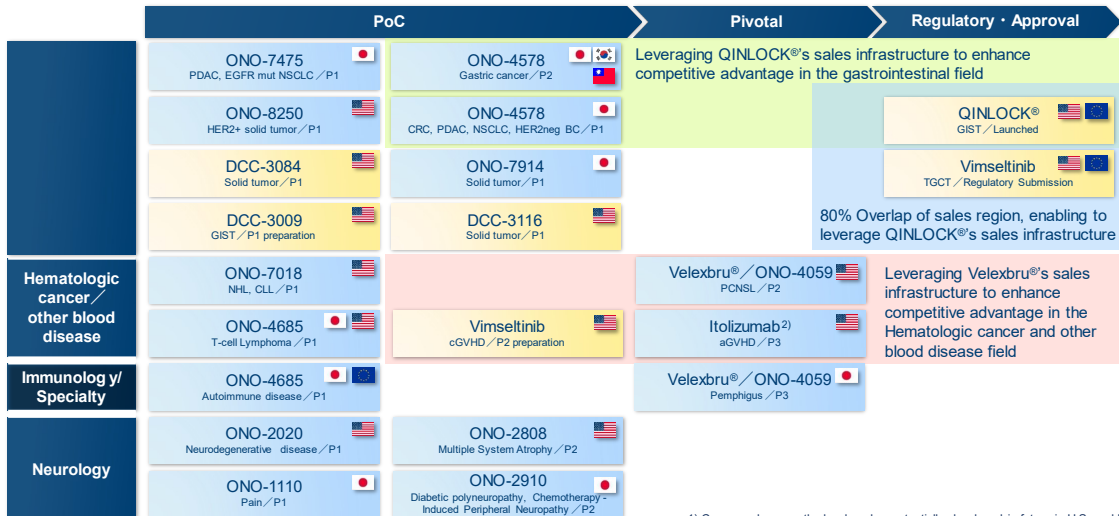 PoC
Pivotal
Regulatory・Approval
ONO-7475
PDAC, EGFR mut NSCLC／P1
ONO-4578
Gastric cancer／P2
Leveraging QINLOCK®'s sales infrastructure to enhance
competitive advantage in the gastrointestinal field
ONO-8250
HER2+ solid tumor／P1
ONO-4578
CRC, PDAC, NSCLC, HER2neg BC／P1
QINLOCK®
GIST／Launched
DCC-3084
Solid tumor／P1
ONO-7914
Solid tumor／P1
Vimseltinib
TGCT／Regulatory Submission
DCC-3009
GIST／P1 preparation
DCC-3116
Solid tumor／P1
80% Overlap of sales region, enabling to
leverage QINLOCK®'s sales infrastructure
Hematologic
cancer／
other blood
disease
ONO-7018
NHL, CLL／P1
Velexbru®／ONO-4059
PCNSL／P2
Leveraging Velexbru®'s sales
infrastructure to enhance
competitive advantage in the
Hematologic cancer and other
blood disease field
ONO-4685
T-cell Lymphoma／P1
Vimseltinib
cGVHD／P2 preparation
Itolizumab2)
aGVHD／P3
Immunology/
Specialty
ONO-4685
Autoimmune disease／P1
Velexbru®／ONO-4059
Pemphigus／P3
Neurology
ONO-2020
Neurodegenerative disease／P1
ONO-2808
Multiple System Atrophy／P2
ONO-1110
Pain／P1
ONO-2910
Diabetic polyneuropathy, Chemotherapy-
Induced Peripheral Neuropathy／P2